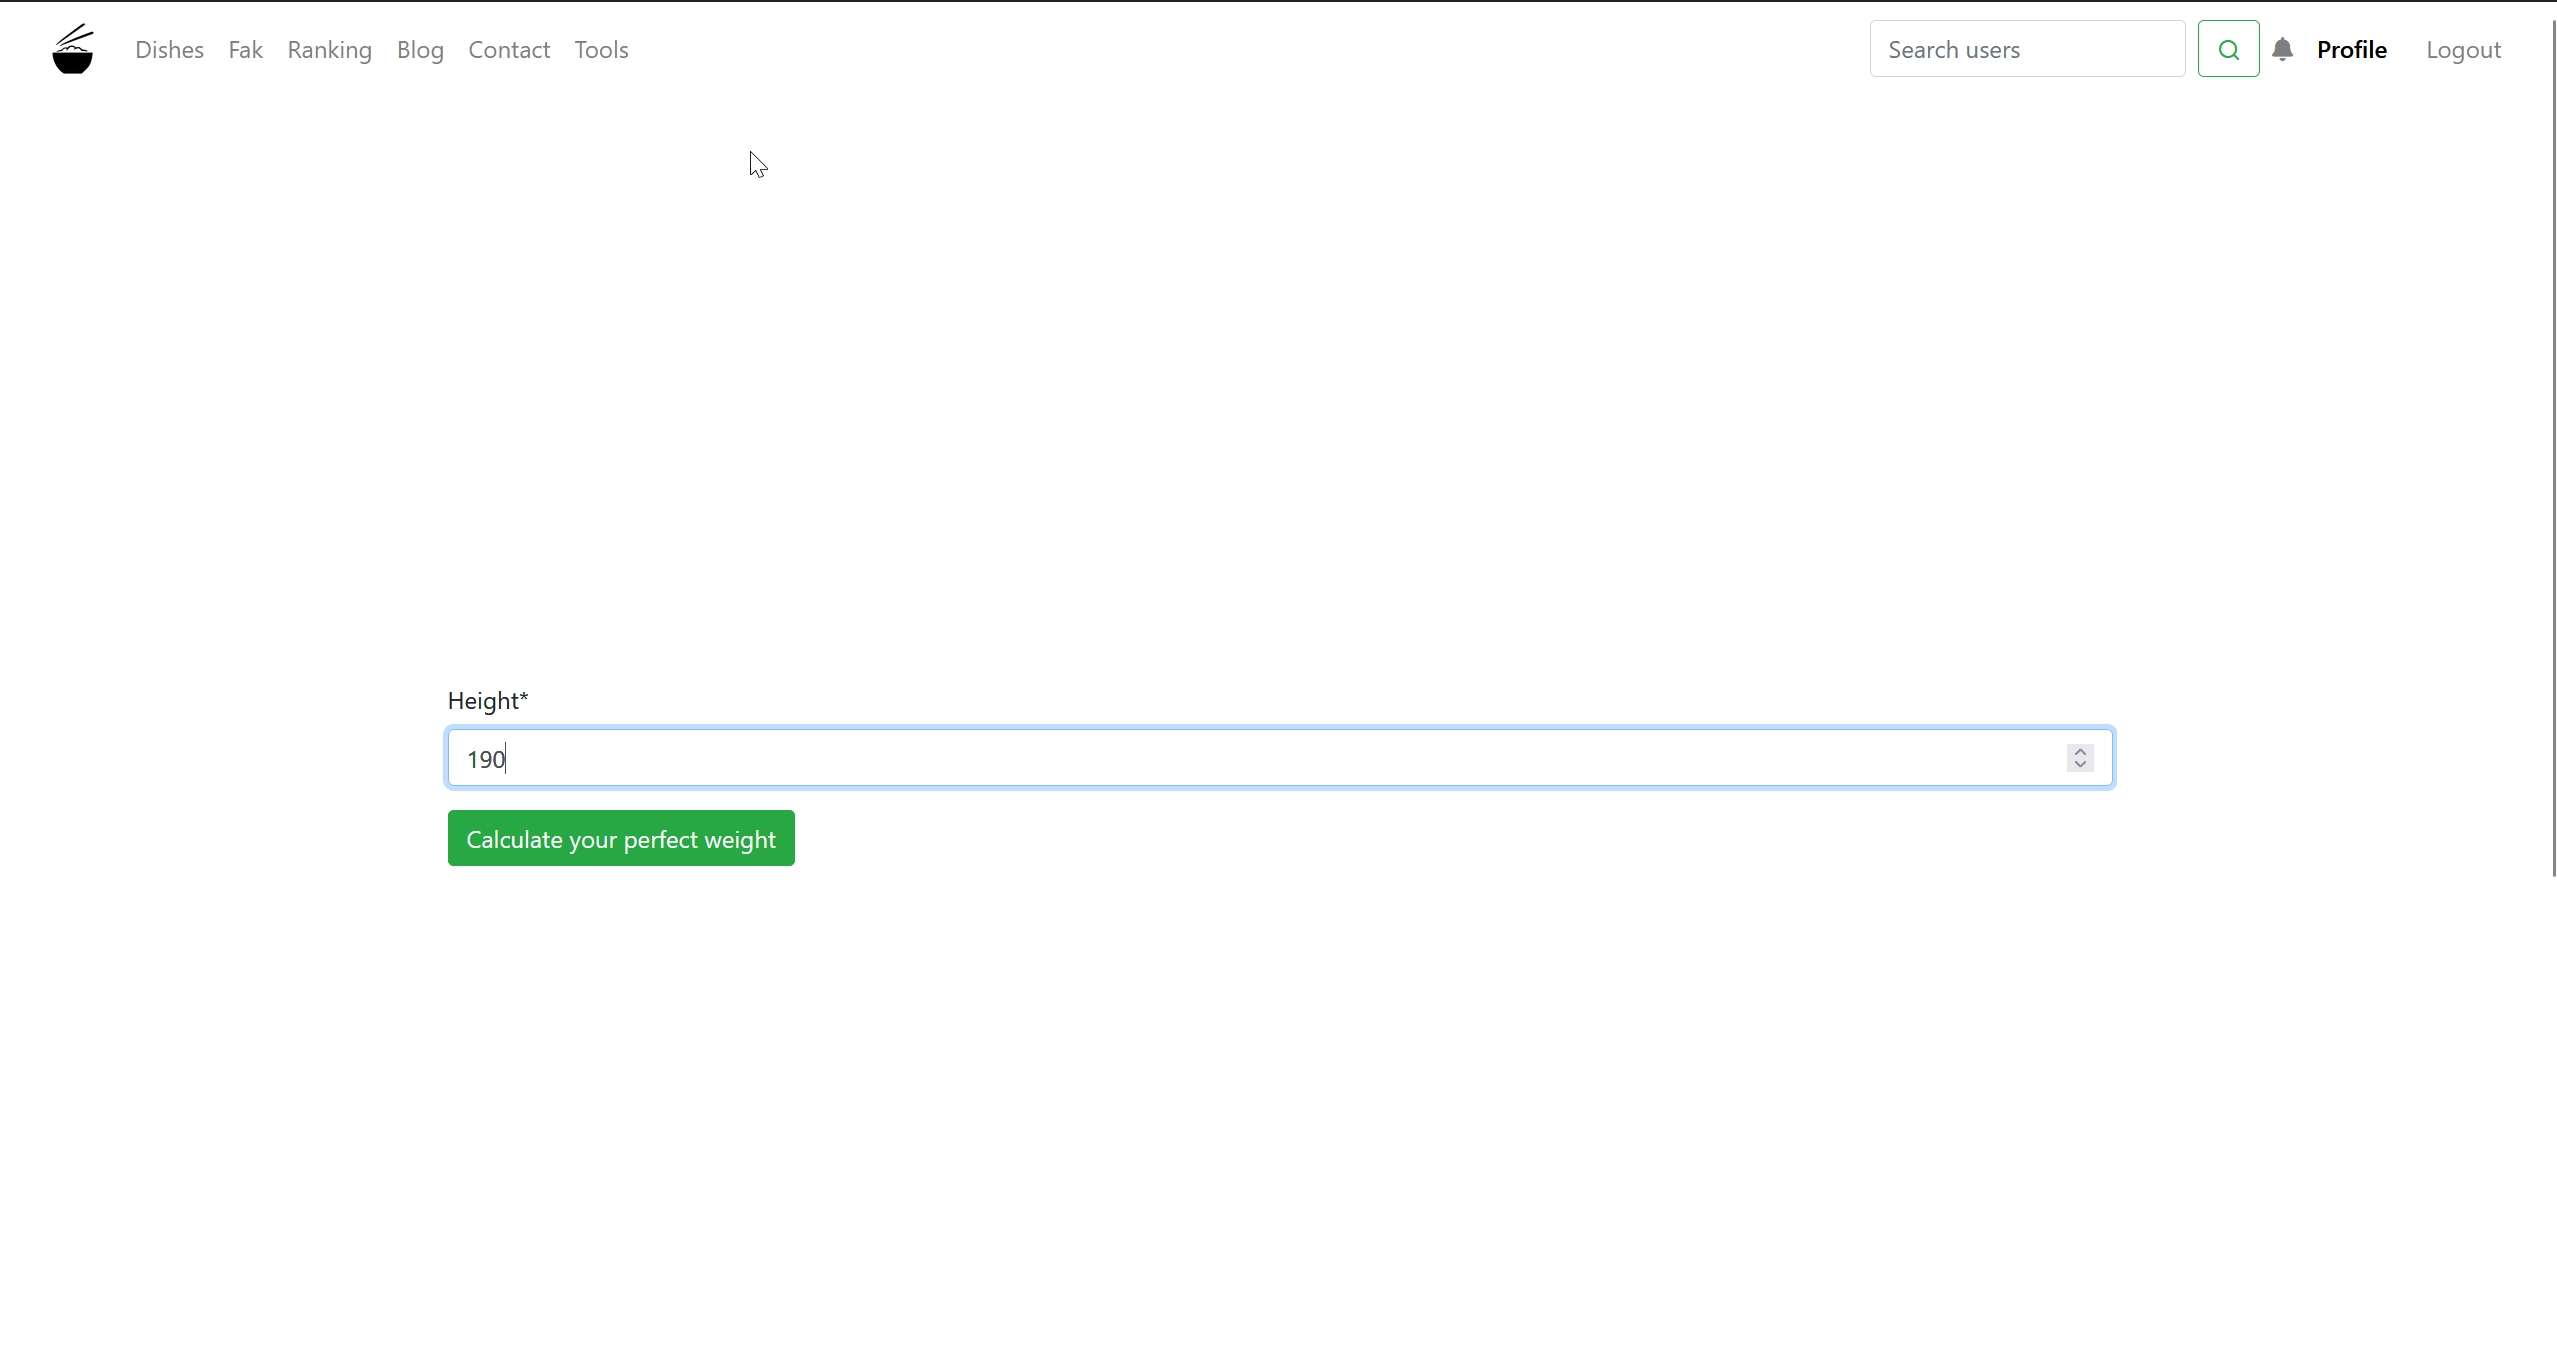 Dishes Fak Ranking Blog Contact Tools Search users Profile Logout
Height*
190
Calculate your perfect weight